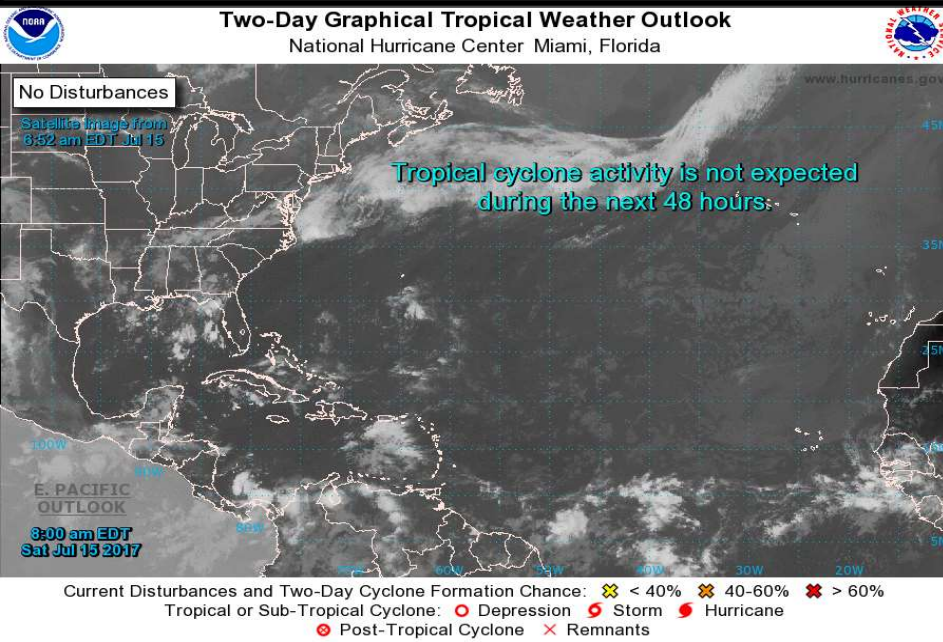 Two-Day Graphical Tropical Weather Outlook
National Hurricane Center Miami, Florida
NOAA
No Disturbances
www.hurricanes.gov
Satellite Image from
8:52 am EDT Jul 15
45N
Tropical cyclone activity is not expected
during the next 48 hours.
35N
25N
100W
90W
E. PACIFIC
OUTLOOK
80W
8:00 am EDT
Sat Jul 15 2017
5N
60W
50W
40W
30W
20W
Current Disturbances and Two-Day Cyclone Formation Chance: < 40% 40-60% > 60%
Tropical or Sub-Tropical Cyclone: Depression Storm Hurricane
Post-Tropical Cyclone Remnants